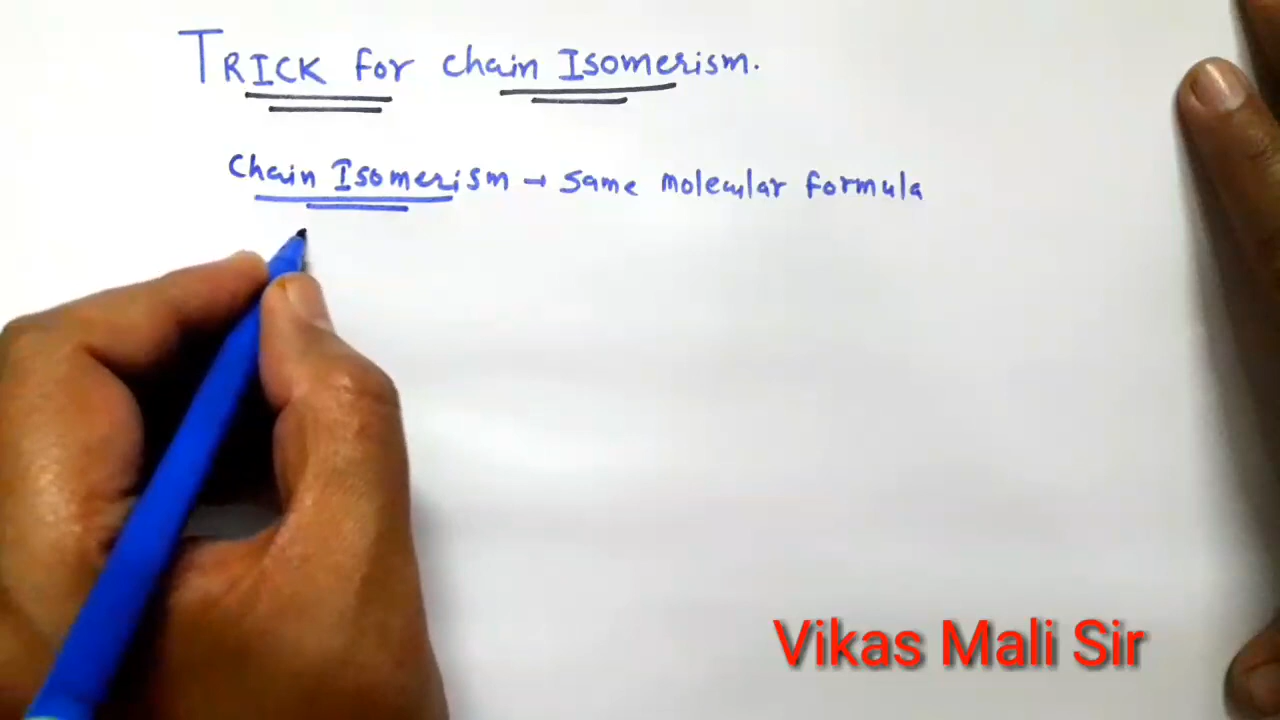 TRICK for chain Isomerism.
Chain Isomerism → Same molecular formula
Vikas Mali Sir